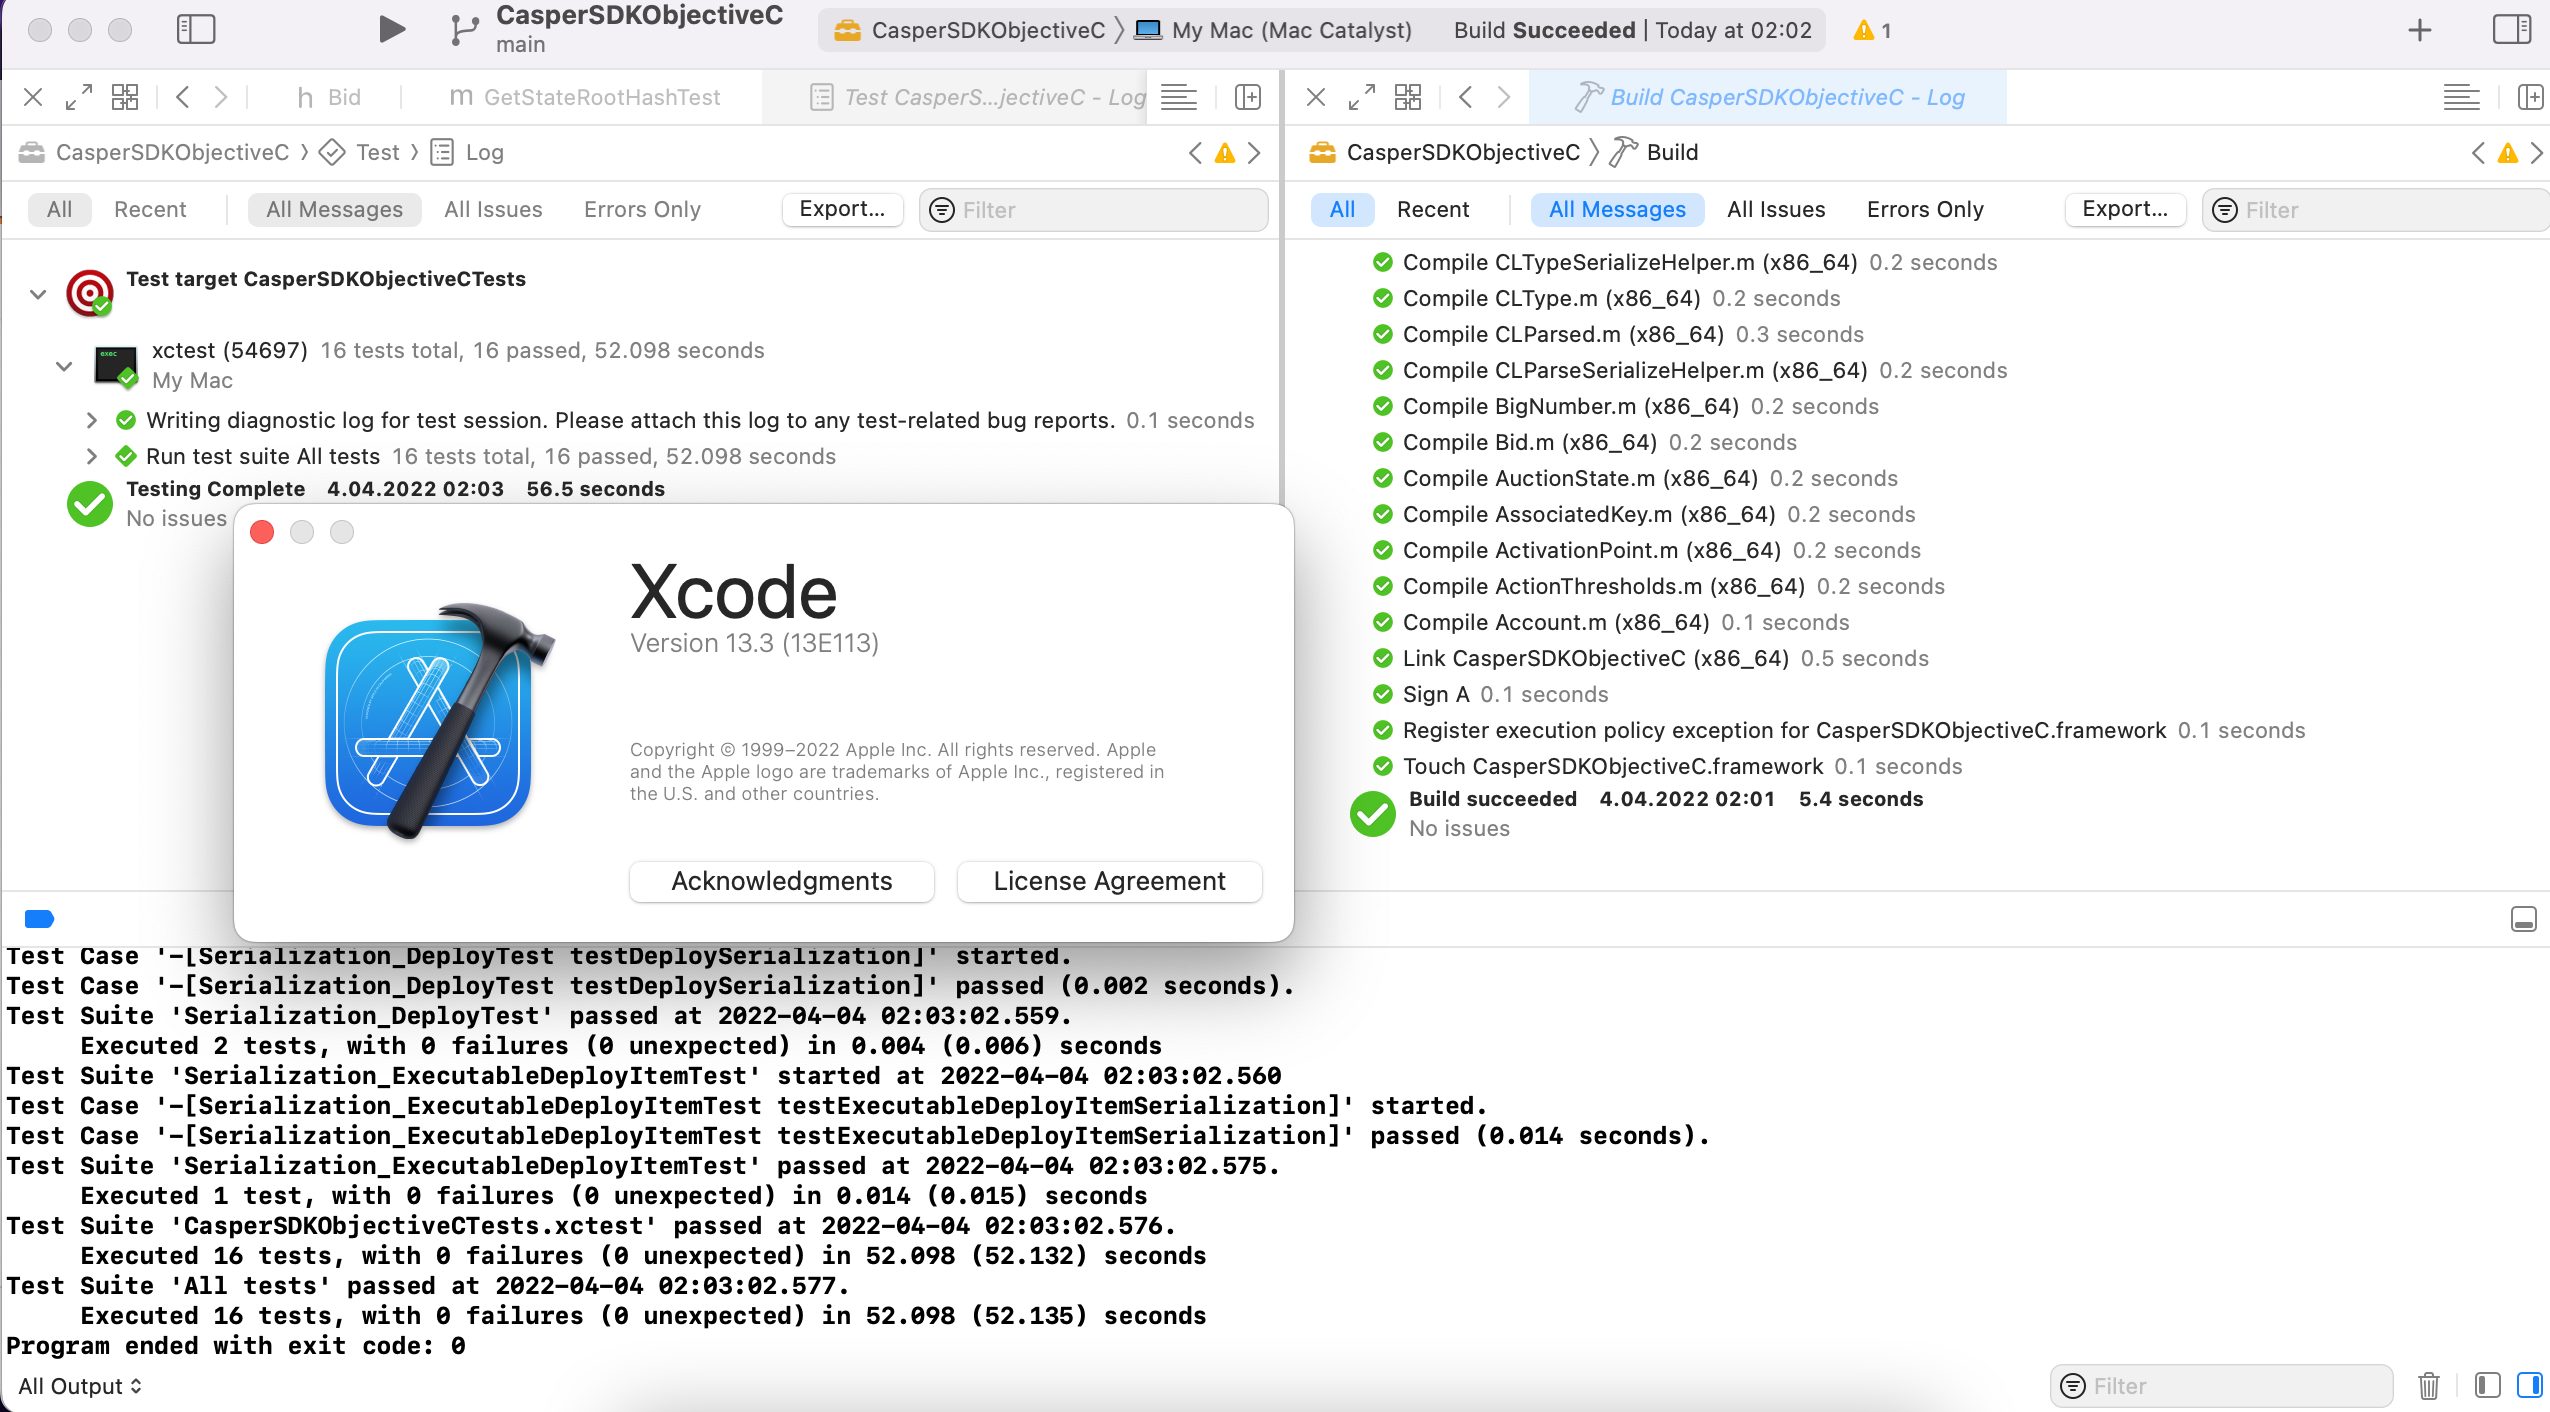 CasperSDKObjectiveC
main
CasperSDKObjectiveC 〉 My Mac (Mac Catalyst)
Build Succeeded | Today at 02:02
1
h Bid
m GetStateRootHashTest
Test CasperS...jectiveC - Log
Build CasperSDKObjectiveC - Log
CasperSDKObjectiveC 〉 Test 〉 Log
CasperSDKObjectiveC 〉 Build
All Recent All Messages All Issues Errors Only Export... Filter
All Recent All Messages All Issues Errors Only Export... Filter
Test target CasperSDKObjectiveCTests
xctest (54697) 16 tests total, 16 passed, 52.098 seconds
My Mac
Writing diagnostic log for test session. Please attach this log to any test-related bug reports. 0.1 seconds
Run test suite All tests 16 tests total, 16 passed, 52.098 seconds
Testing Complete 4.04.2022 02:03 56.5 seconds
No issues
Compile CLTypeSerializeHelper.m (x86_64) 0.2 seconds
Compile CLType.m (x86_64) 0.2 seconds
Compile CLParsed.m (x86_64) 0.3 seconds
Compile CLParseSerializeHelper.m (x86_64) 0.2 seconds
Compile BigNumber.m (x86_64) 0.2 seconds
Compile Bid.m (x86_64) 0.2 seconds
Compile AuctionState.m (x86_64) 0.2 seconds
Compile AssociatedKey.m (x86_64) 0.2 seconds
Compile ActivationPoint.m (x86_64) 0.2 seconds
Compile ActionThresholds.m (x86_64) 0.2 seconds
Compile Account.m (x86_64) 0.1 seconds
Link CasperSDKObjectiveC (x86_64) 0.5 seconds
Sign A 0.1 seconds
Register execution policy exception for CasperSDKObjectiveC.framework 0.1 seconds
Touch CasperSDKObjectiveC.framework 0.1 seconds
Build succeeded 4.04.2022 02:01 5.4 seconds
No issues
Xcode
Version 13.3 (13E113)
Copyright © 1999–2022 Apple Inc. All rights reserved. Apple
and the Apple logo are trademarks of Apple Inc., registered in
the U.S. and other countries.
Acknowledgments
License Agreement
Test Case '-[Serialization_DeployTest testDeploySerialization]' started.
Test Case '-[Serialization_DeployTest testDeploySerialization]' passed (0.002 seconds).
Test Suite 'Serialization_DeployTest' passed at 2022-04-04 02:03:02.559.
Executed 2 tests, with 0 failures (0 unexpected) in 0.004 (0.006) seconds
Test Suite 'Serialization_ExecutableDeployItemTest' started at 2022-04-04 02:03:02.560
Test Case '-[Serialization_ExecutableDeployItemTest testExecutableDeployItemSerialization]' started.
Test Case '-[Serialization_ExecutableDeployItemTest testExecutableDeployItemSerialization]' passed (0.014 seconds).
Test Suite 'Serialization_ExecutableDeployItemTest' passed at 2022-04-04 02:03:02.575.
Executed 1 test, with 0 failures (0 unexpected) in 0.014 (0.015) seconds
Test Suite 'CasperSDKObjectiveCTests.xctest' passed at 2022-04-04 02:03:02.576.
Executed 16 tests, with 0 failures (0 unexpected) in 52.098 (52.132) seconds
Test Suite 'All tests' passed at 2022-04-04 02:03:02.577.
Executed 16 tests, with 0 failures (0 unexpected) in 52.098 (52.135) seconds
Program ended with exit code: 0
All Output
Filter